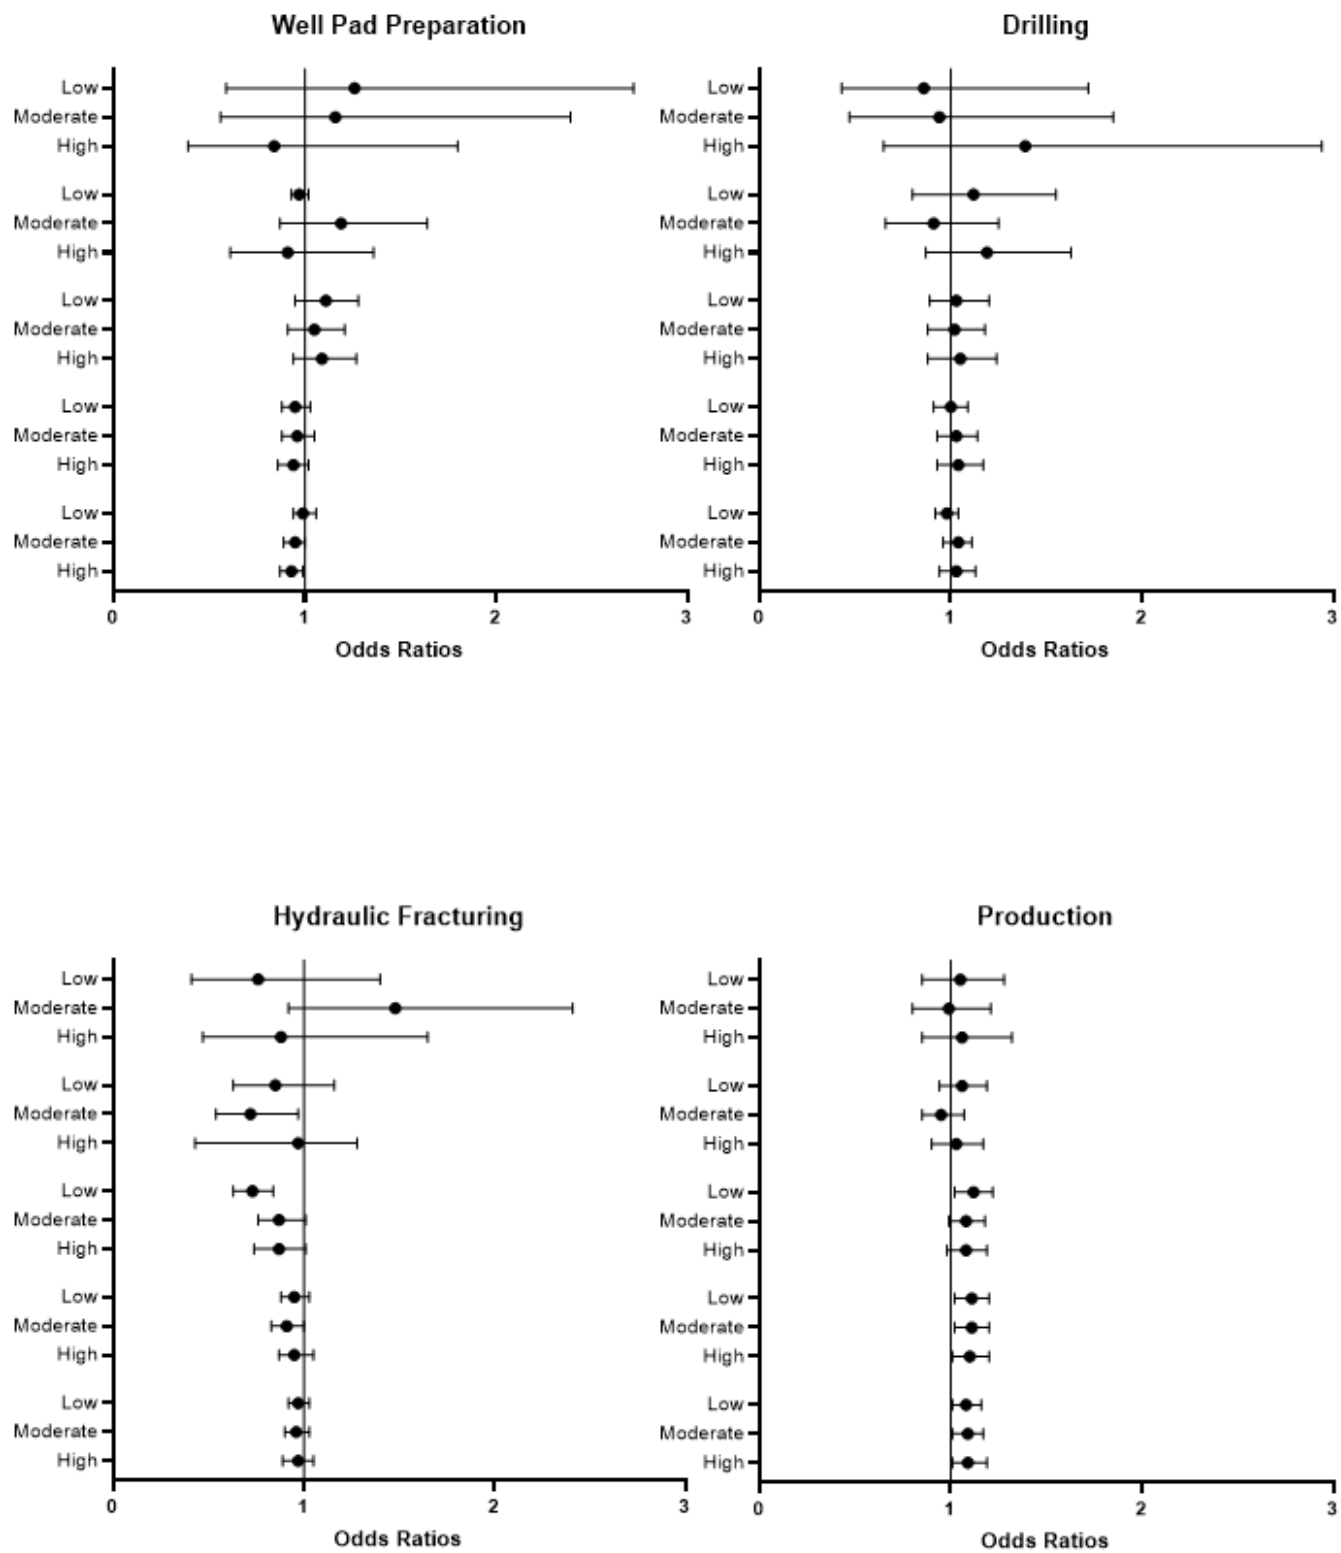 Well Pad Preparation
Low
Moderate
High
Low
Moderate
High
Low
Moderate
High
Low
Moderate
High
Low
Moderate
High
0 1 2 3
Odds Ratios
Drilling
Low
Moderate
High
Low
Moderate
High
Low
Moderate
High
Low
Moderate
High
Low
Moderate
High
0 1 2 3
Odds Ratios
Hydraulic Fracturing
Low
Moderate
High
Low
Moderate
High
Low
Moderate
High
Low
Moderate
High
Low
Moderate
High
0 1 2 3
Odds Ratios
Production
Low
Moderate
High
Low
Moderate
High
Low
Moderate
High
Low
Moderate
High
Low
Moderate
High
0 1 2 3
Odds Ratios